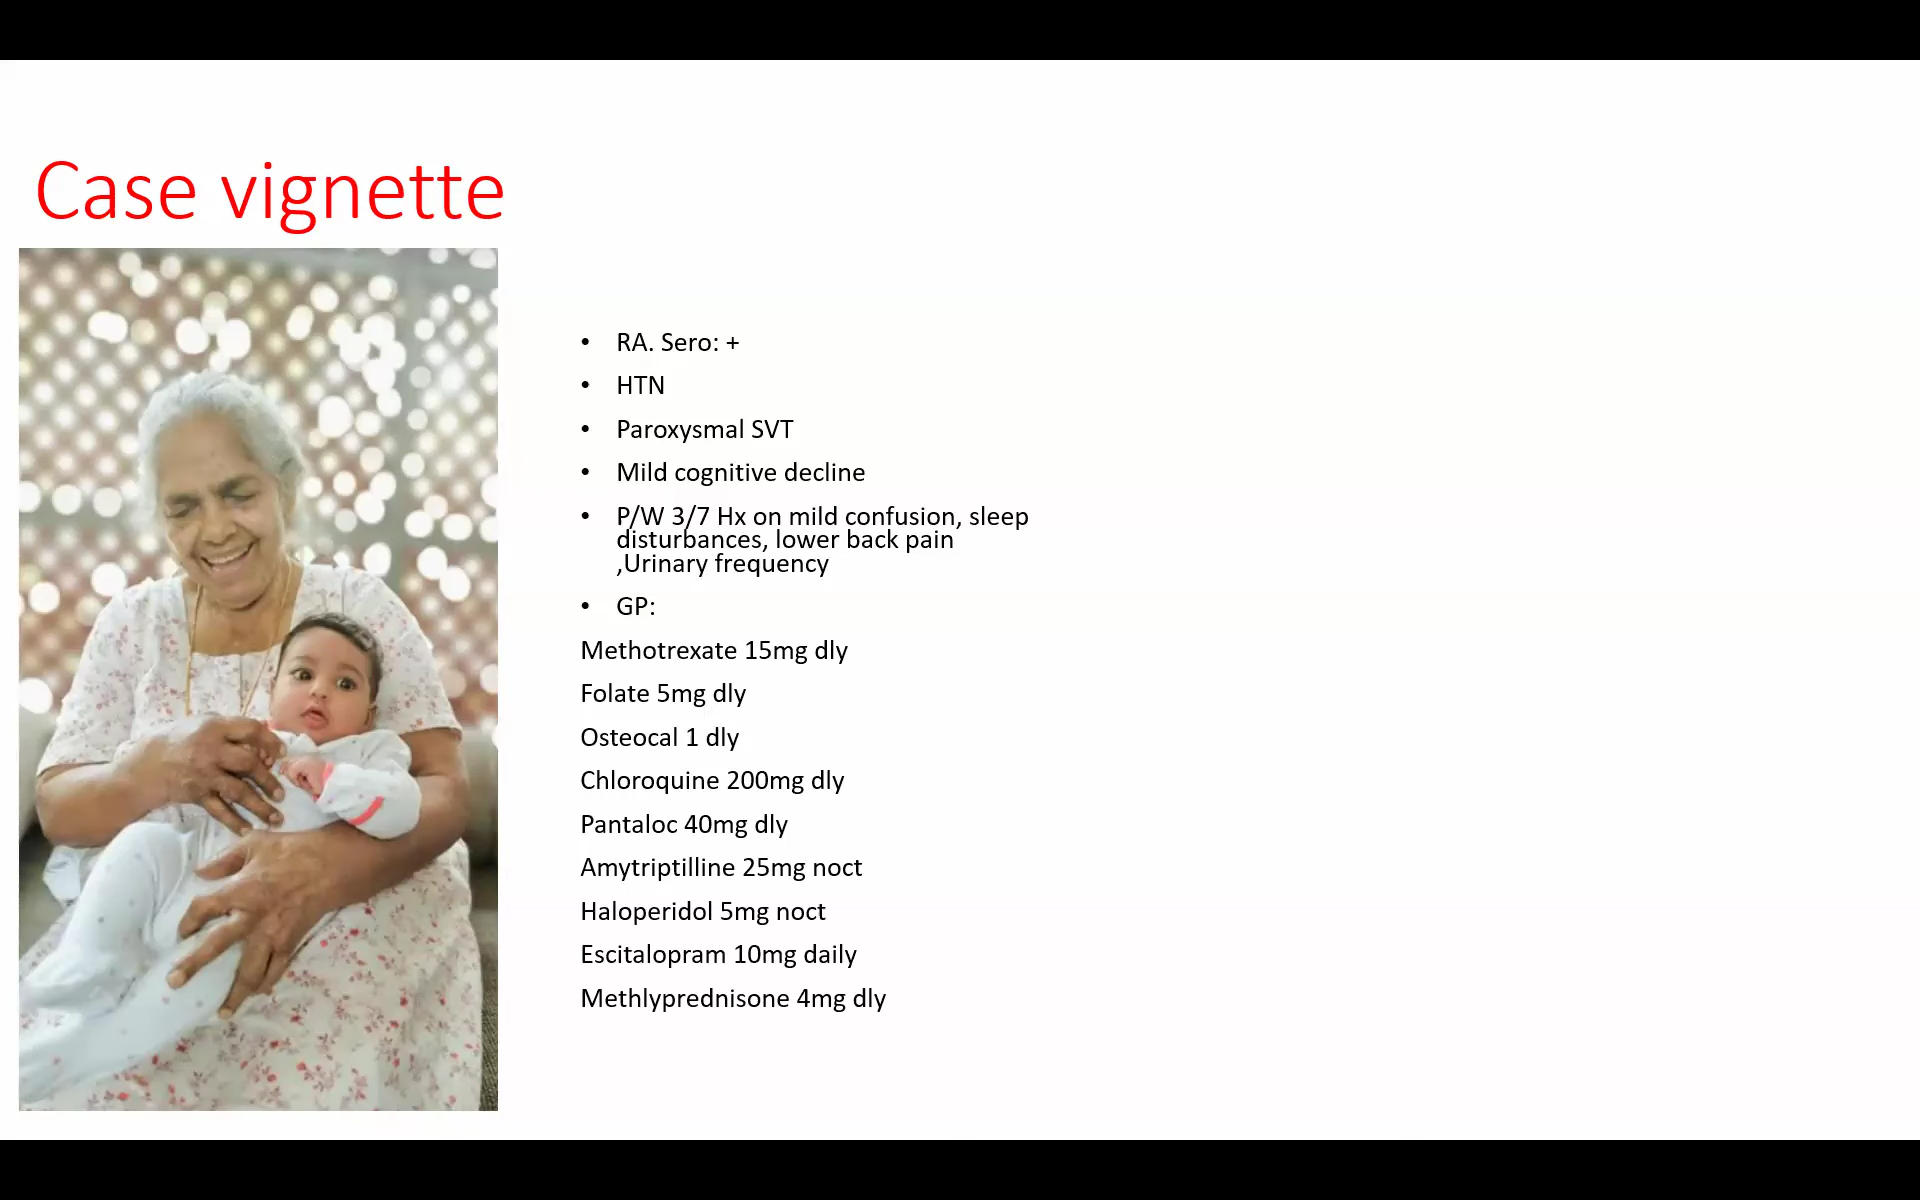 Case vignette
• RA. Sero: +
• HTN
• Paroxysmal SVT
• Mild cognitive decline
• P/W 3/7 Hx on mild confusion, sleep
disturbances, lower back pain
,Urinary frequency
• GP:
Methotrexate 15mg dly
Folate 5mg dly
Osteocal 1 dly
Chloroquine 200mg dly
Pantaloc 40mg dly
Amytriptilline 25mg noct
Haloperidol 5mg noct
Escitalopram 10mg daily
Methlyprednisone 4mg dly